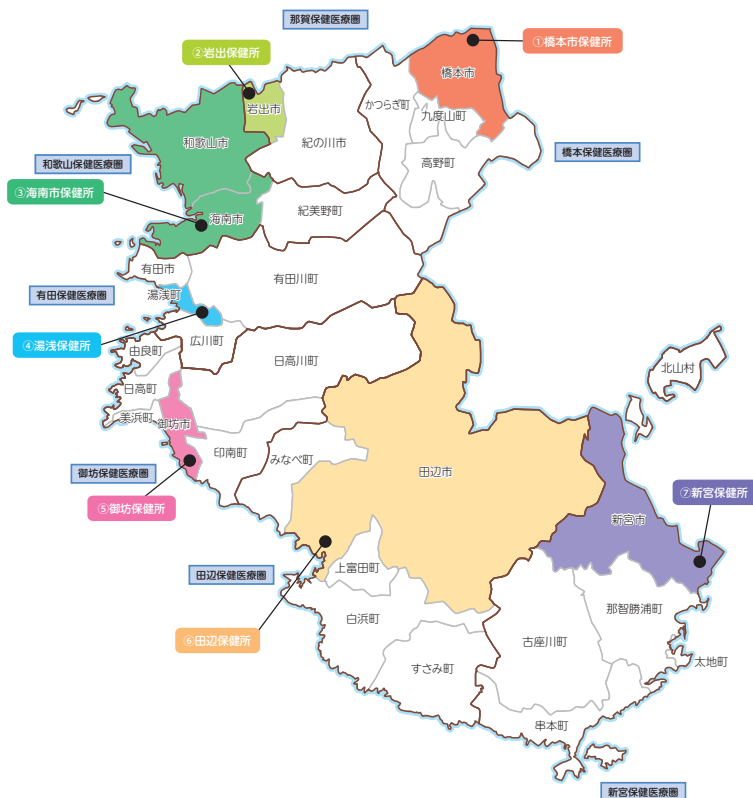 那賀保健医療圏
①橋本市保健所
②岩出保健所
橋本市
岩出市
かつらぎ町
九度山町
和歌山市
紀の川市
橋本保健医療圏
和歌山保健医療圏
高野町
③海南市保健所
紀美野町
海南市
有田市
有田川町
有田保健医療圏
湯浅町
④湯浅保健所
広川町
由良町
日高川町
北山村
日高町
美浜町
御坊市
印南町
みなべ町
田辺市
御坊保健医療圏
⑤御坊保健所
⑦新宮保健所
新宮市
田辺保健医療圏
上富田町
那智勝浦町
白浜町
⑥田辺保健所
古座川町
すさみ町
太地町
串本町
新宮保健医療圏